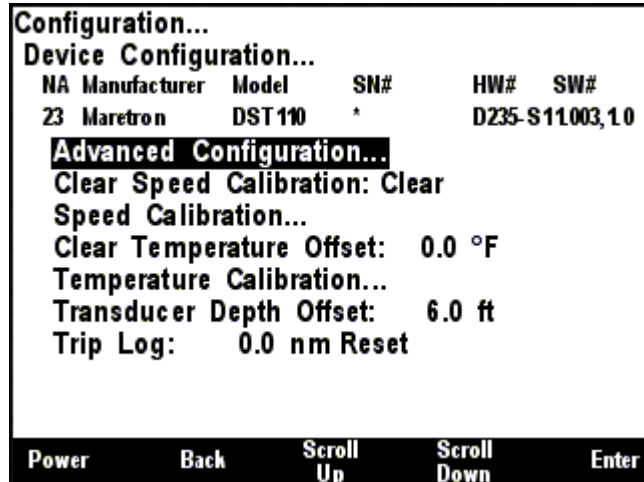 Configuration...
Device Configuration...
NA Manufacturer Model SN# HW# SW#
23 Maretron DST110 * D235-S11.003,1.0
Advanced Configuration...
Clear Speed Calibration: Clear
Speed Calibration...
Clear Temperature Offset: 0.0 °F
Temperature Calibration...
Transducer Depth Offset: 6.0 ft
Trip Log: 0.0 nm Reset
Power Back Scroll Up Scroll Down Enter